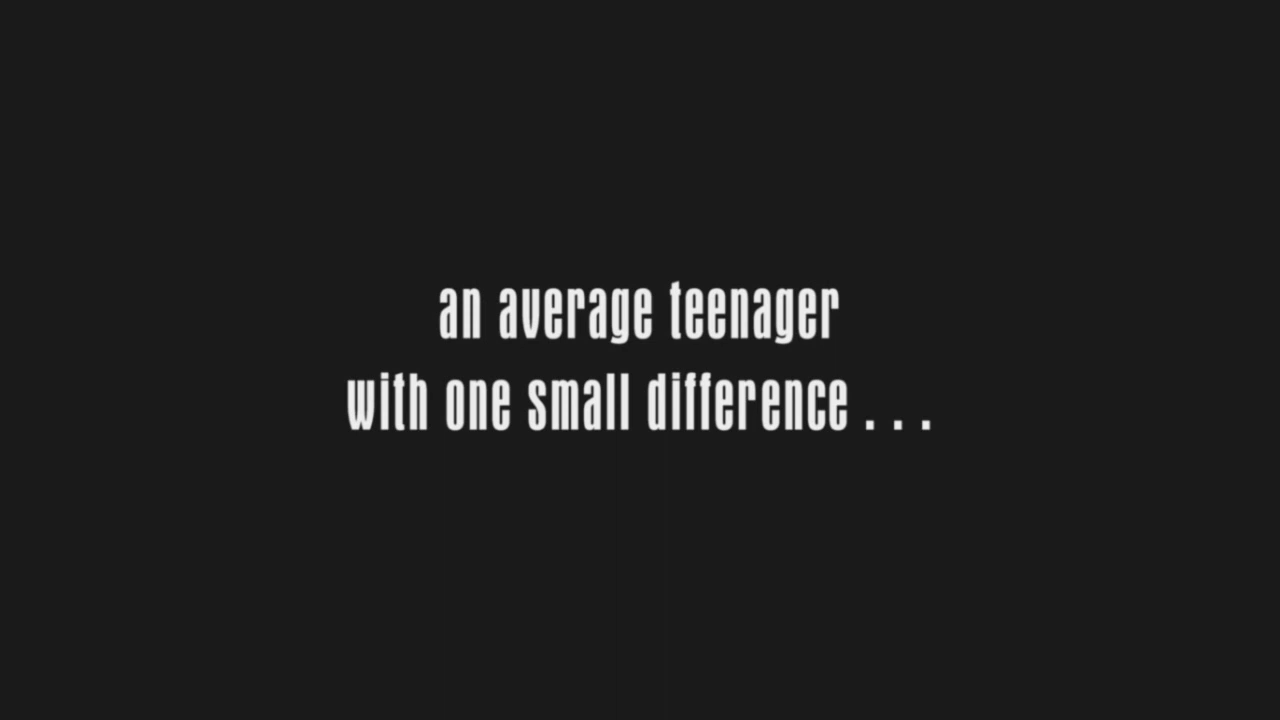 an average teenager
with one small difference . . .